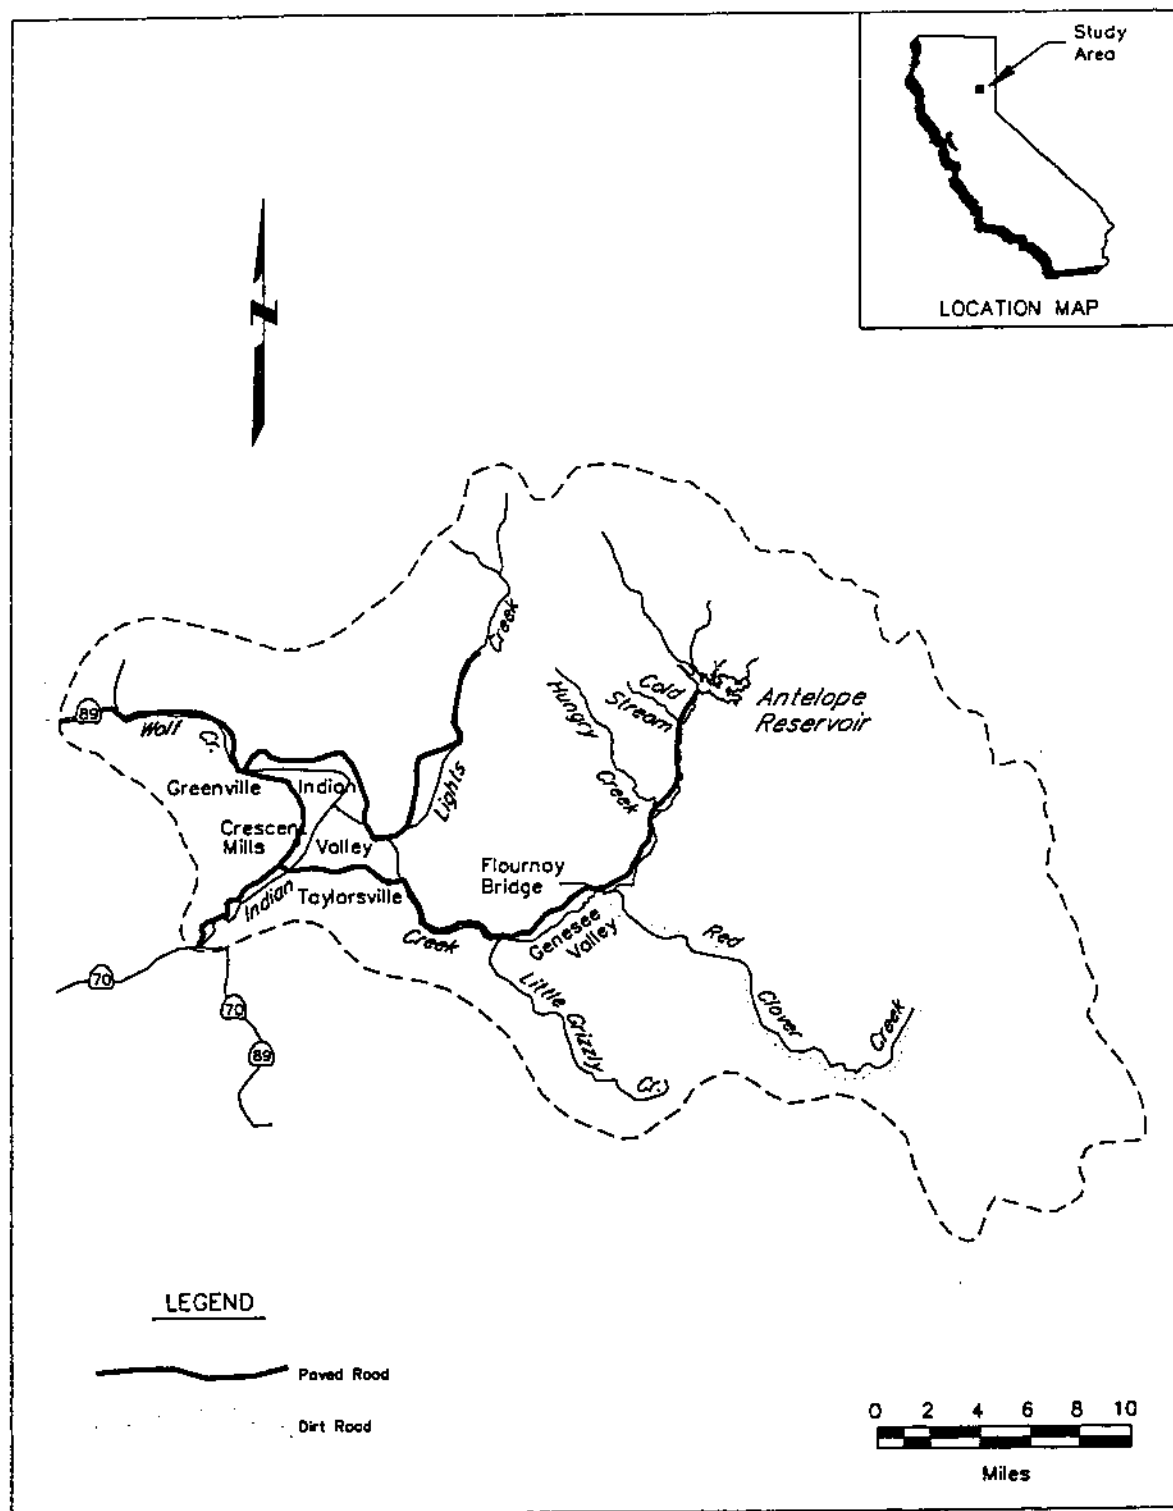 Study
Area
LOCATION MAP
N
Creek
Cold
Stream
Hungry
Creek
Antelope
Reservoir
89
Wolf
Cr.
Greenville
Indian
Lights
Crescent
Mills
Valley
Flournoy
Bridge
Indian
Taylorsville
Creek
Genesee
Valley
Red
Clover
Creek
Little
Grizzly
Cr.
70
70
89
LEGEND
Paved Road
Dirt Road
0 2 4 6 8 10
Miles